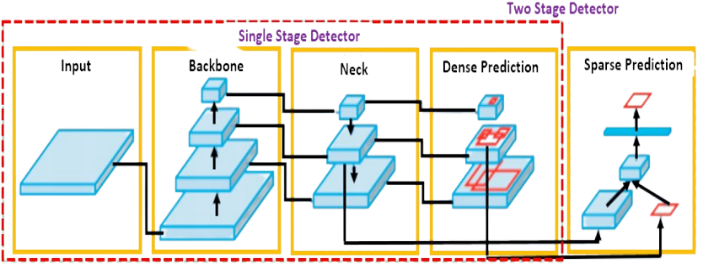 Two Stage Detector
Single Stage Detector
Input
Backbone
Neck
Dense Prediction
Sparse Prediction